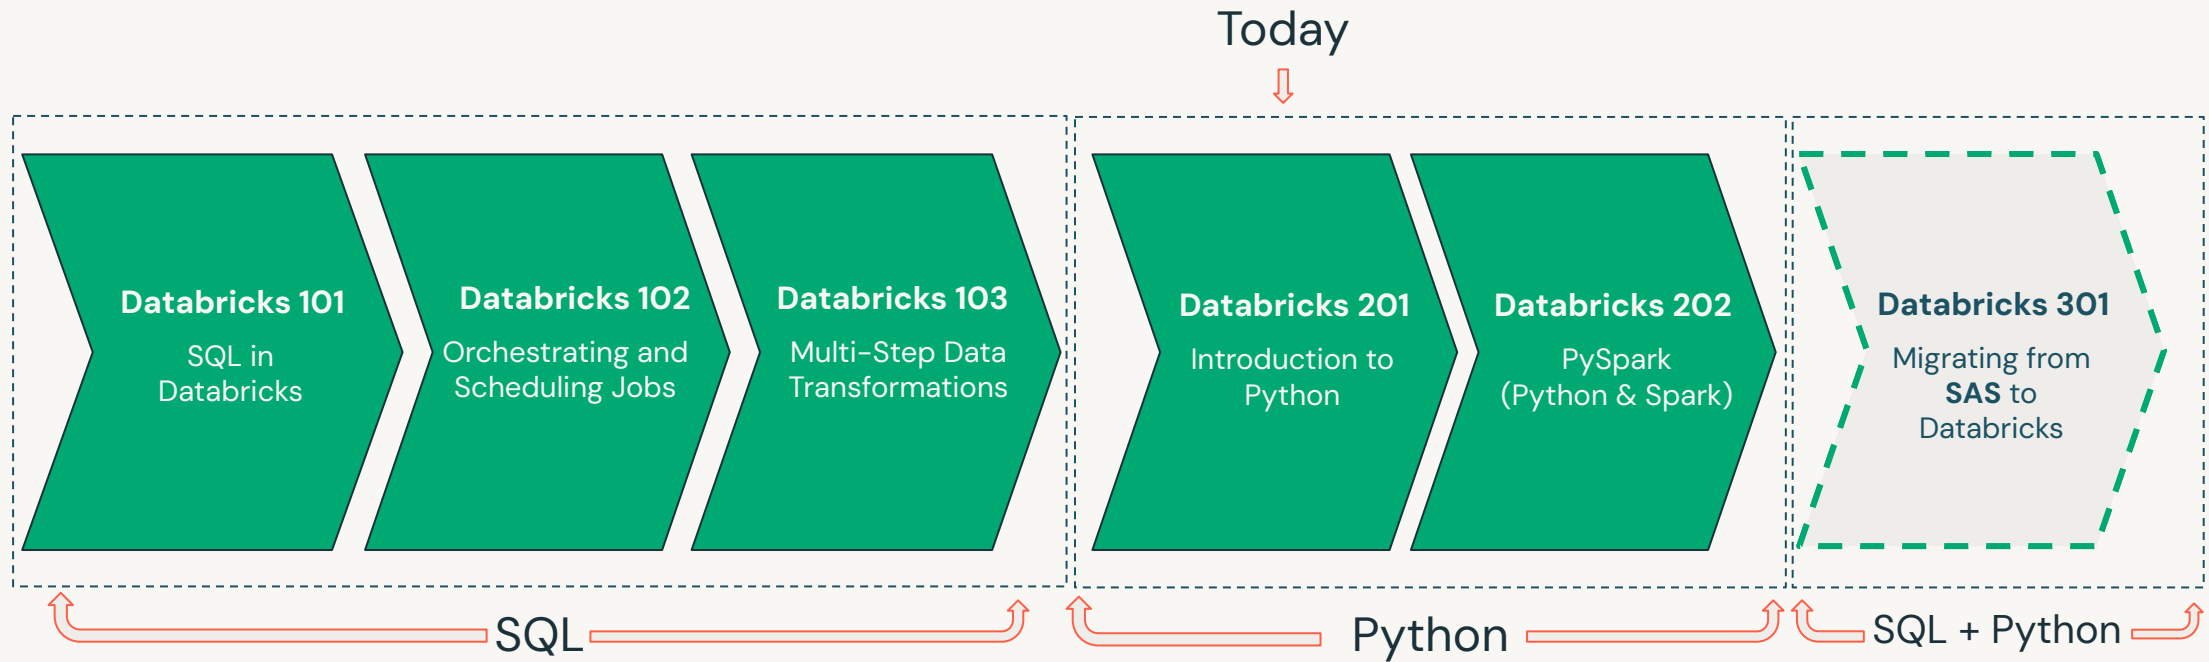 Today
Databricks 101
SQL in
Databricks
Databricks 102
Orchestrating and
Scheduling Jobs
Databricks 103
Multi-Step Data
Transformations
Databricks 201
Introduction to
Python
Databricks 202
PySpark
(Python & Spark)
Databricks 301
Migrating from
SAS to
Databricks
SQL
Python
SQL + Python